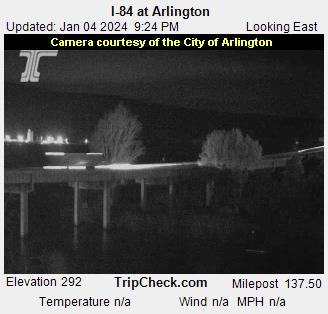 I-84 at Arlington
Updated: Jan 04 2024 9:24 PM Looking East
Camera courtesy of the City of Arlington
Elevation 292 TripCheck.com Milepost 137.50
Temperature n/a Wind n/a MPH n/a